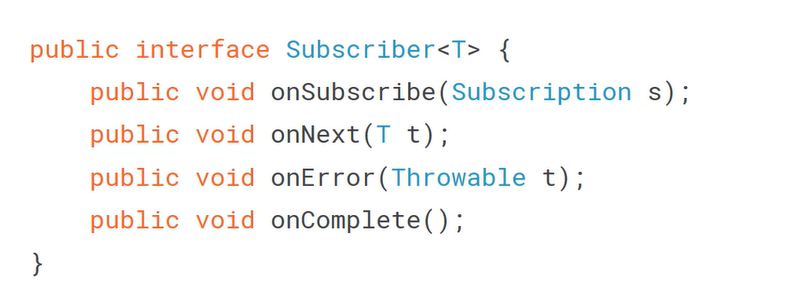 public interface Subscriber<T> {
    public void onSubscribe(Subscription s);
    public void onNext(T t);
    public void onError(Throwable t);
    public void onComplete();
}